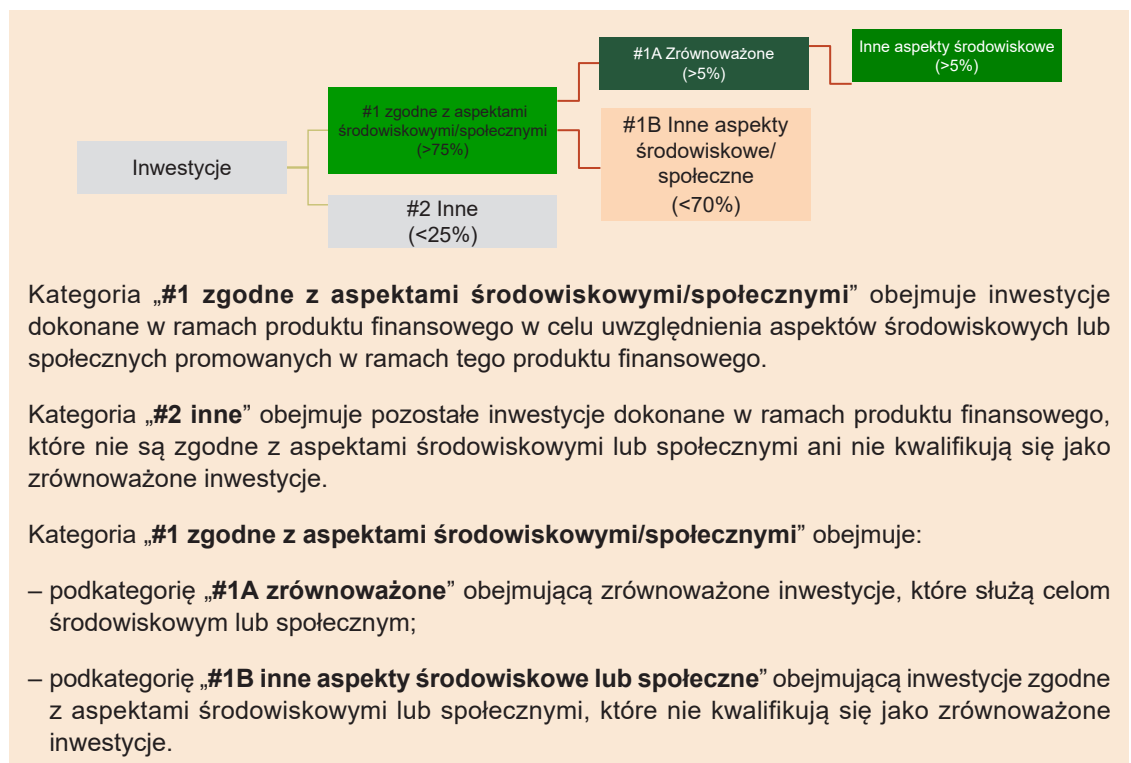 #1A Zrównoważone
(>5%)
Inne aspekty środowiskowe
(>5%)
#1 zgodne z aspektami
środowiskowymi/społecznymi
(>75%)
#1B Inne aspekty
środowiskowe/
społeczne
(<70%)
Inwestycje
#2 Inne
(<25%)
Kategoria „#1 zgodne z aspektami środowiskowymi/społecznymi” obejmuje inwestycje
dokonane w ramach produktu finansowego w celu uwzględnienia aspektów środowiskowych lub
społecznych promowanych w ramach tego produktu finansowego.
Kategoria „#2 inne” obejmuje pozostałe inwestycje dokonane w ramach produktu finansowego,
które nie są zgodne z aspektami środowiskowymi lub społecznymi ani nie kwalifikują się jako
zrównoważone inwestycje.
Kategoria „#1 zgodne z aspektami środowiskowymi/społecznymi” obejmuje:
– podkategorię „#1A zrównoważone” obejmującą zrównoważone inwestycje, które służą celom
środowiskowym lub społecznym;
– podkategorię „#1B inne aspekty środowiskowe lub społeczne” obejmującą inwestycje zgodne
z aspektami środowiskowymi lub społecznymi, które nie kwalifikują się jako zrównoważone
inwestycje.